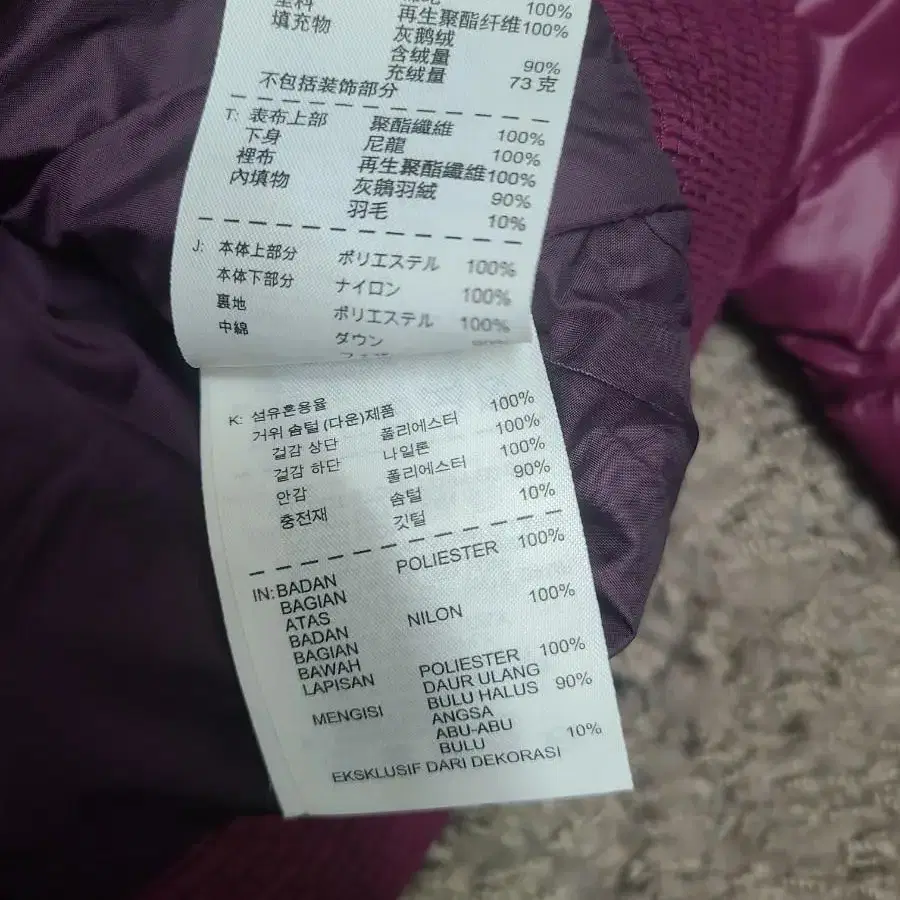 100%
里料 再生聚酯纤维100%
填充物 灰鹅绒
含绒量 90%
充绒量 73 克
不包括装饰部分
T: 表布上部 聚酯纖維 100%
下身 尼龍 100%
裡布 再生聚酯纖維100%
內填物 灰鵝羽絨 90%
羽毛 10%
J: 本体上部分 ポリエステル 100%
本体下部分 ナイロン 100%
裏地 ポリエステル 100%
中綿 ダウン 90%
K: 섬유혼용율
거위 솜털 (다운)제품
겉감 상단 폴리에스터 100%
겉감 하단 나일론 100%
안감 폴리에스터 100%
충전재 솜털 90%
깃털 10%
IN: BADAN POLIESTER 100%
BAGIAN
ATAS
BADAN NILON 100%
BAGIAN
BAWAH
LAPISAN POLIESTER 100%
DAUR ULANG
MENGISI BULU HALUS 90%
ANGSA
ABU-ABU
BULU 10%
EKSKLUSIF DARI DEKORASI